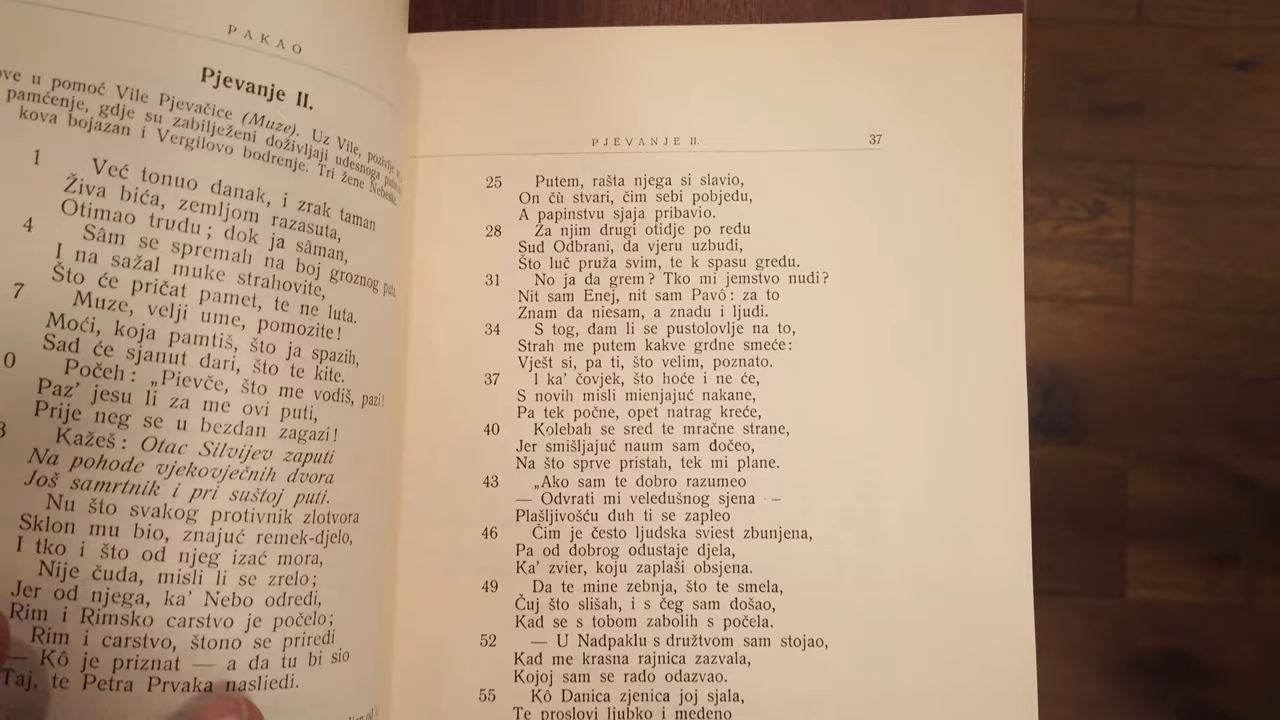 PAKAO
Pjevanje II.
u pomoć Vile Pjevačice (Muze). Uz Vile,
pamćenje, gdje su zabilježeni doživljaji udesnoga
kova bojazan i Vergilovo bodrenje. Tri žene
1 Već tonuo danak, i zrak taman
Živa bića, zemljom razasuta,
Otimao trudu; dok ja sâman,
4 Sâm se spremah na boj groznog
I na sažal muke strahovite,
Što će pričat pamet, te ne luta.
7 Muze, velji ume, pomozite!
Moći, koja pamtiš, što ja spazih,
Sad će sjanut dari, što te kite.
0 Počeh: „Pievče, što me vodiš, pazi!
Paz' jesu li za me ovi puti,
Prije neg se u bezdan zagazi!
3 Kažeš: Otac Silvijev zaputi
Na pohode vjekovječnih dvora
Još samrtnik i pri suštoj puti.
Nu što svakog protivnik zlotvora
Sklon mu bio, znajuć remek-djelo,
I tko i što od njeg izać mora,
Nije čuda, misli li se zrelo;
Jer od njega, ka' Nebo odredi,
Rim i Rimsko carstvo je počelo;
Rim i carstvo, štono se priredi
— Kô je priznat — a da tu bi sio
Taj, te Petra Prvaka nasliedi.
PJEVANJE II. 37
25 Putem, rašta njega si slavio,
On čù stvari, čim sebi pobjedu,
A papinstvu sjaja pribavio.
28 Za njim drugi otidje po redu
Sud Odbrani, da vjeru uzbudi,
Što luč pruža svim, te k spasu gredu.
31 No ja da grem? Tko mi jemstvo nudi?
Nit sam Enej, nit sam Pavô: za to
Znam da niesam, a znadu i ljudi.
34 S tog, dam li se pustolovlje na to,
Strah me putem kakve grdne smeće:
Vješt si, pa ti, što velim, poznato.
37 I ka' čovjek, što hoće i ne će,
S novih misli mienjajuć nakane,
Pa tek počne, opet natrag kreće,
40 Kolebah se sred te mračne strane,
Jer smišljajuć naum sam dočeo,
Na što sprve pristah, tek mi plane.
43 „Ako sam te dobro razumeo
— Odvrati mi veledušnog sjena –
Plašljivošću duh ti se zapleo
46 Čim je često ljudska sviest zbunjena,
Pa od dobrog odustaje djela,
Ka' zvier, koju zaplaši obsjena.
49 Da te mine zebnja, što te smela,
Čuj što slišah, i s čeg sam došao,
Kad se s tobom zabolih s počela.
52 — U Nadpaklu s družtvom sam stojao,
Kad me krasna rajnica zazvala,
Kojoj sam se rado odazvao.
55 Kô Danica zjenica joj sjala,
Te proslovi ljubko i medeno